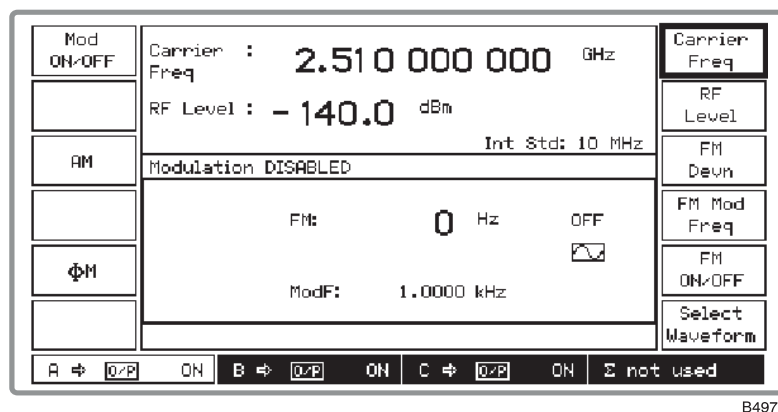 Mod
ON/OFF
AM
ΦM
Carrier : 2.510 000 000 GHz
Freq
RF Level : – 140.0 dBm
Int Std: 10 MHz
Modulation DISABLED
FM: 0 Hz OFF
ModF: 1.0000 kHz
Carrier
Freq
RF
Level
FM
Devn
FM Mod
Freq
FM
ON/OFF
Select
Waveform
A ⇨ O/P ON B ⇨ O/P ON C ⇨ O/P ON Σ not used
B497